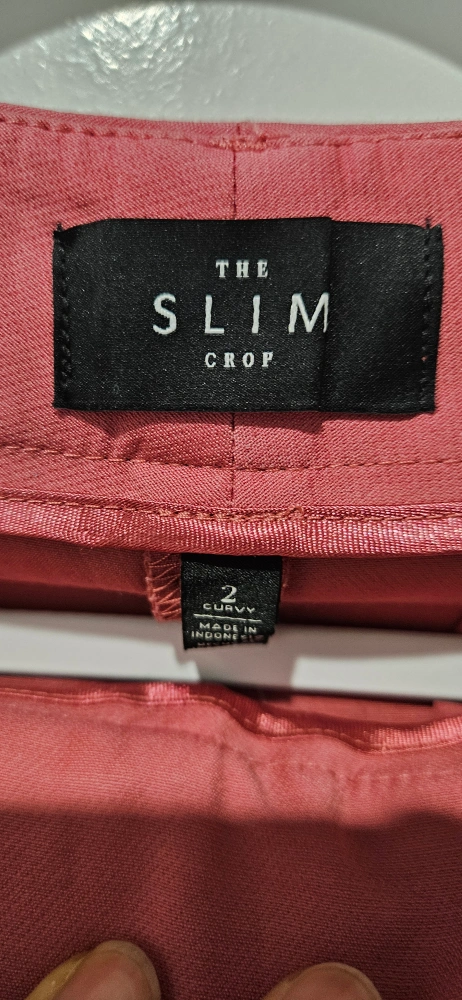 THE
SLIM
CROP
2
CURVY
MADE IN
INDONESIA